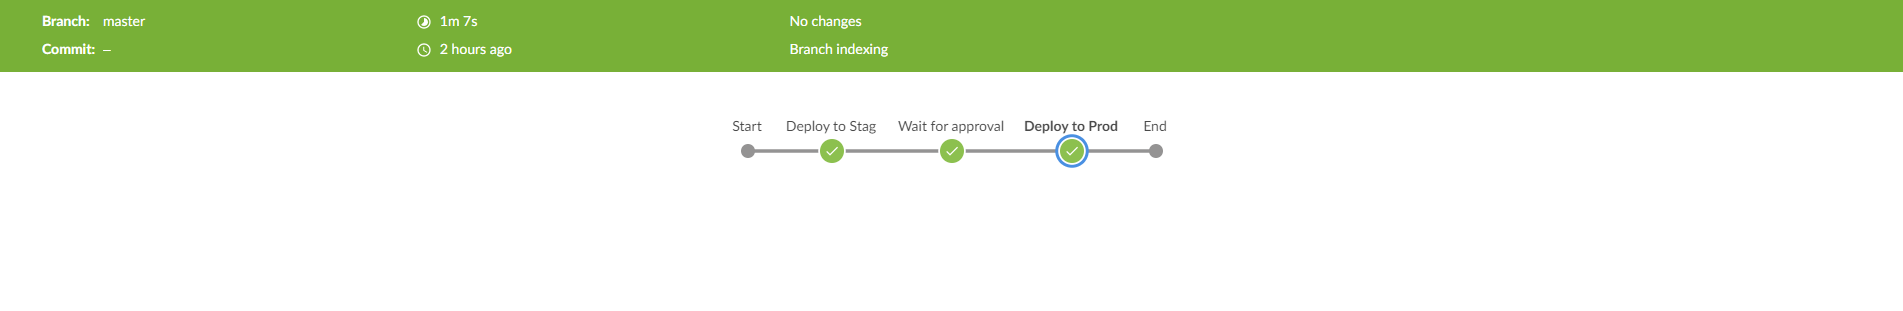 Branch: master
1m 7s
No changes
Commit: –
2 hours ago
Branch indexing
Start
Deploy to Stag
Wait for approval
Deploy to Prod
End